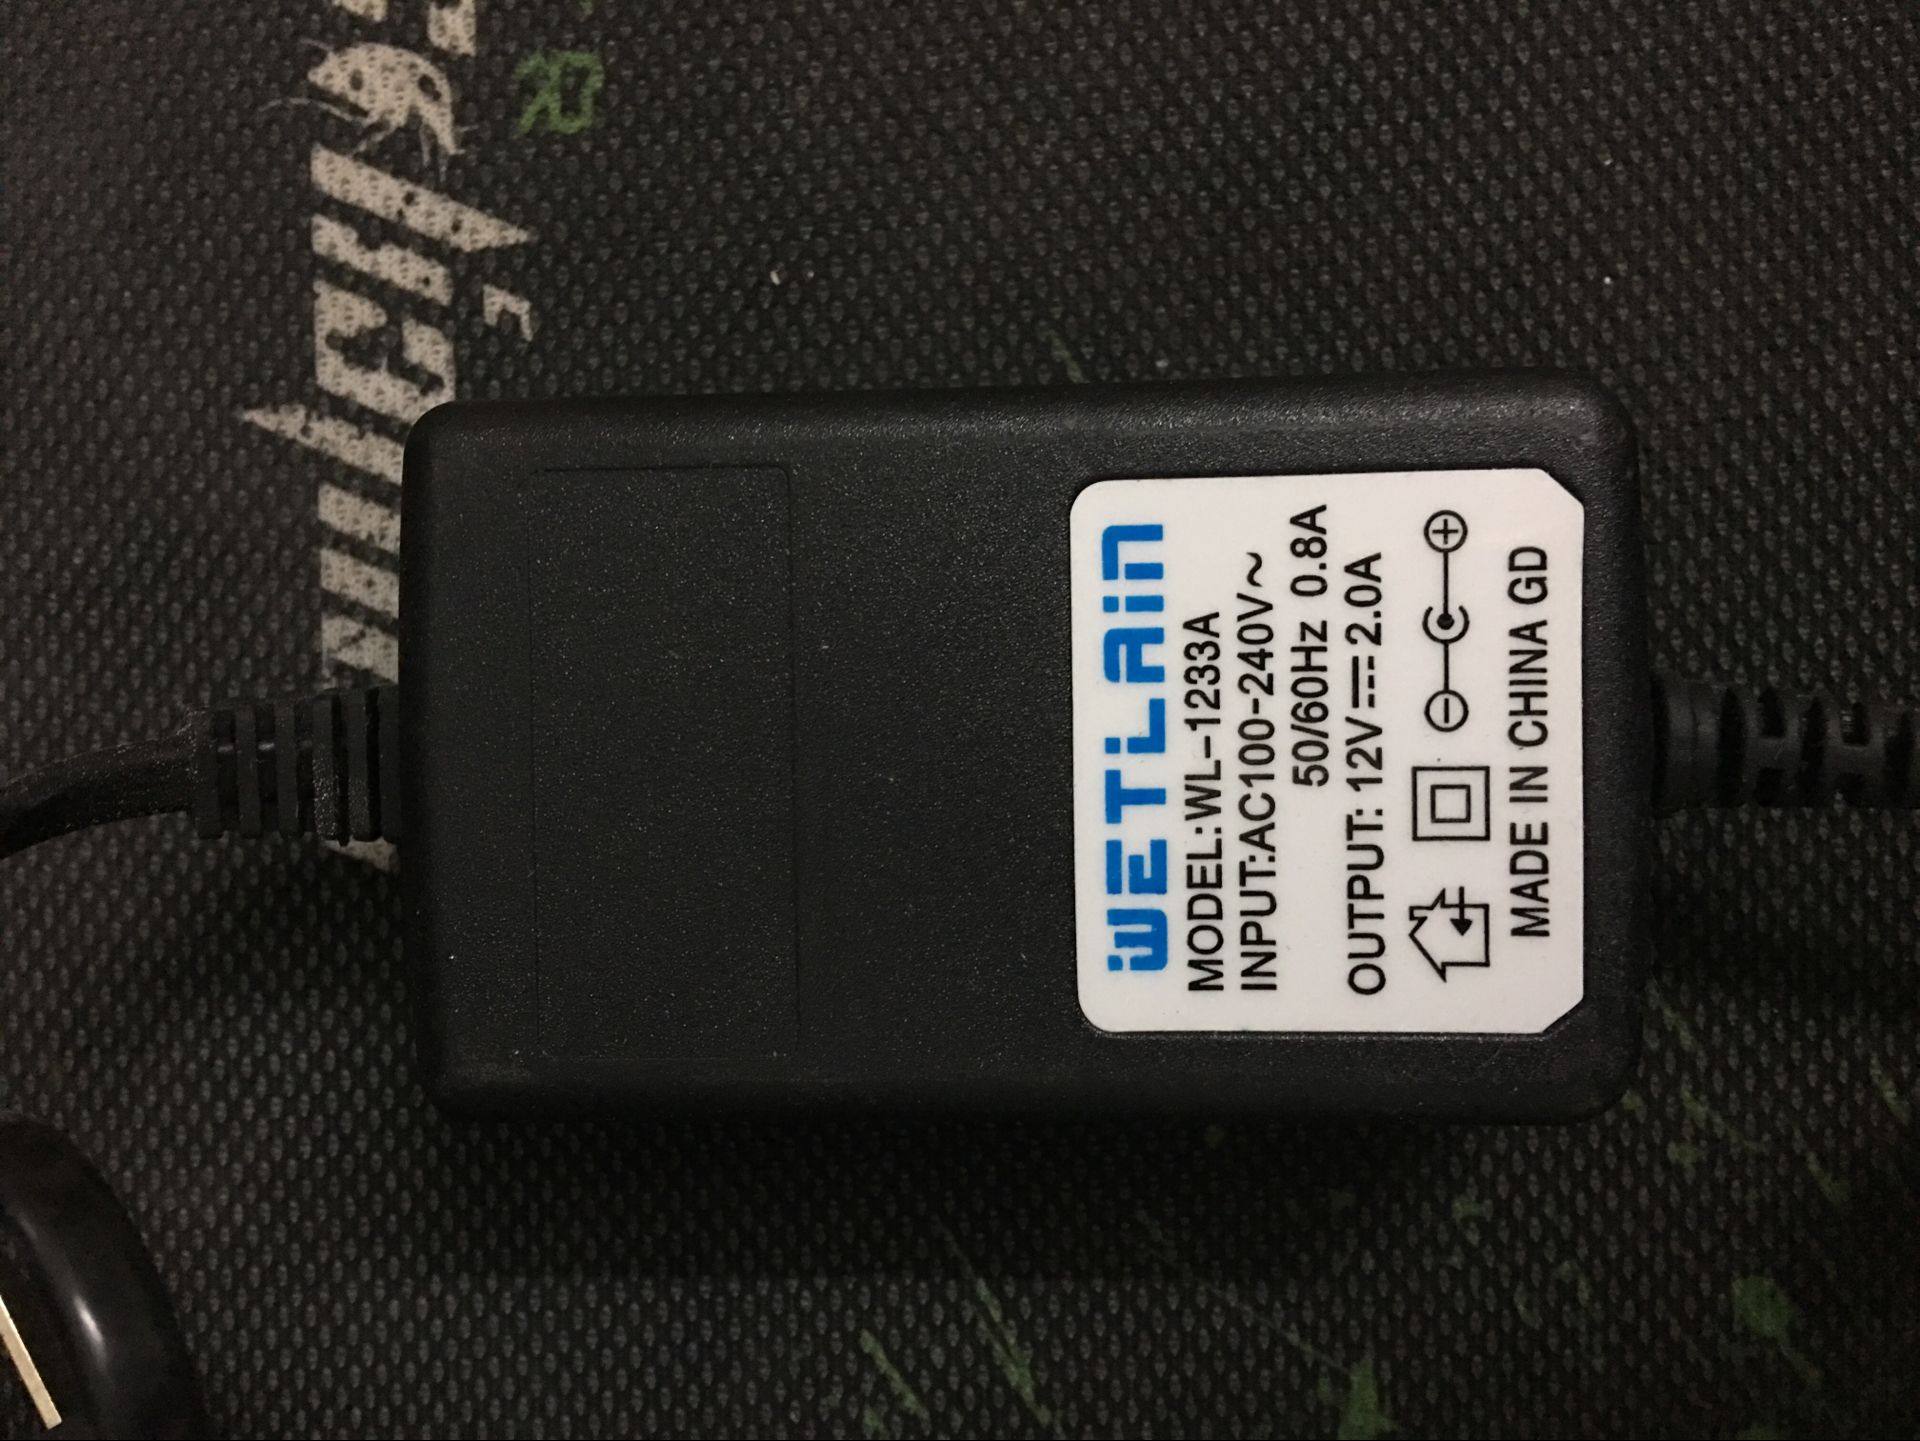 WETLAin
MODEL:WL-1233A
INPUT:AC100-240V~
50/60Hz 0.8A
OUTPUT: 12V⎓2.0A
MADE IN CHINA GD